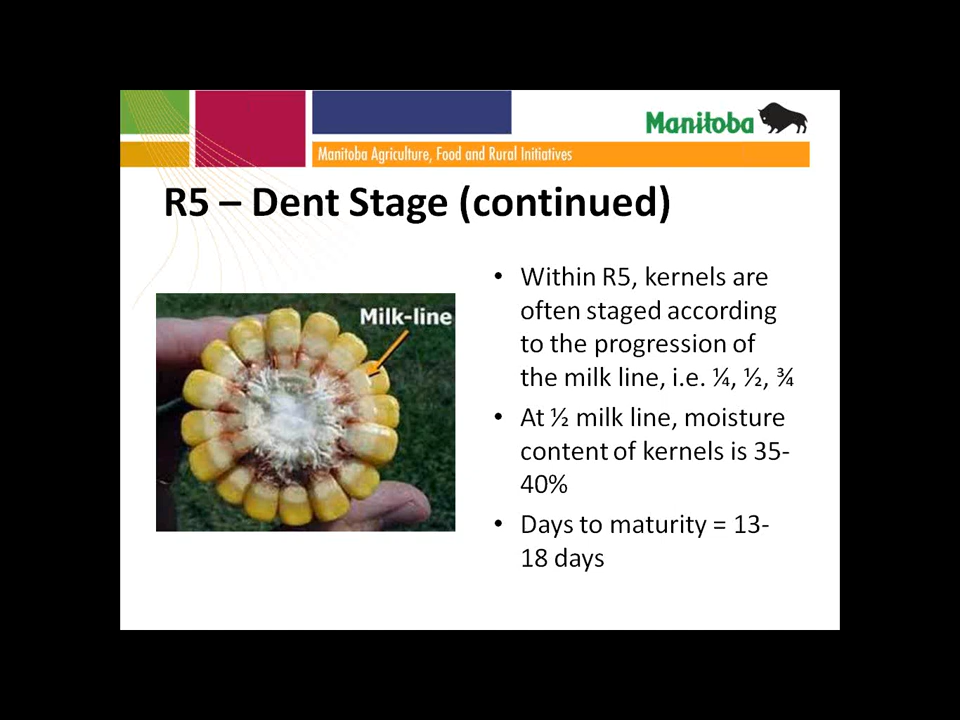 Manitoba
Manitoba Agriculture, Food and Rural Initiatives
R5 – Dent Stage (continued)
Milk-line
• Within R5, kernels are
often staged according
to the progression of
the milk line, i.e. ¼, ½, ¾
• At ½ milk line, moisture
content of kernels is 35-
40%
• Days to maturity = 13-
18 days